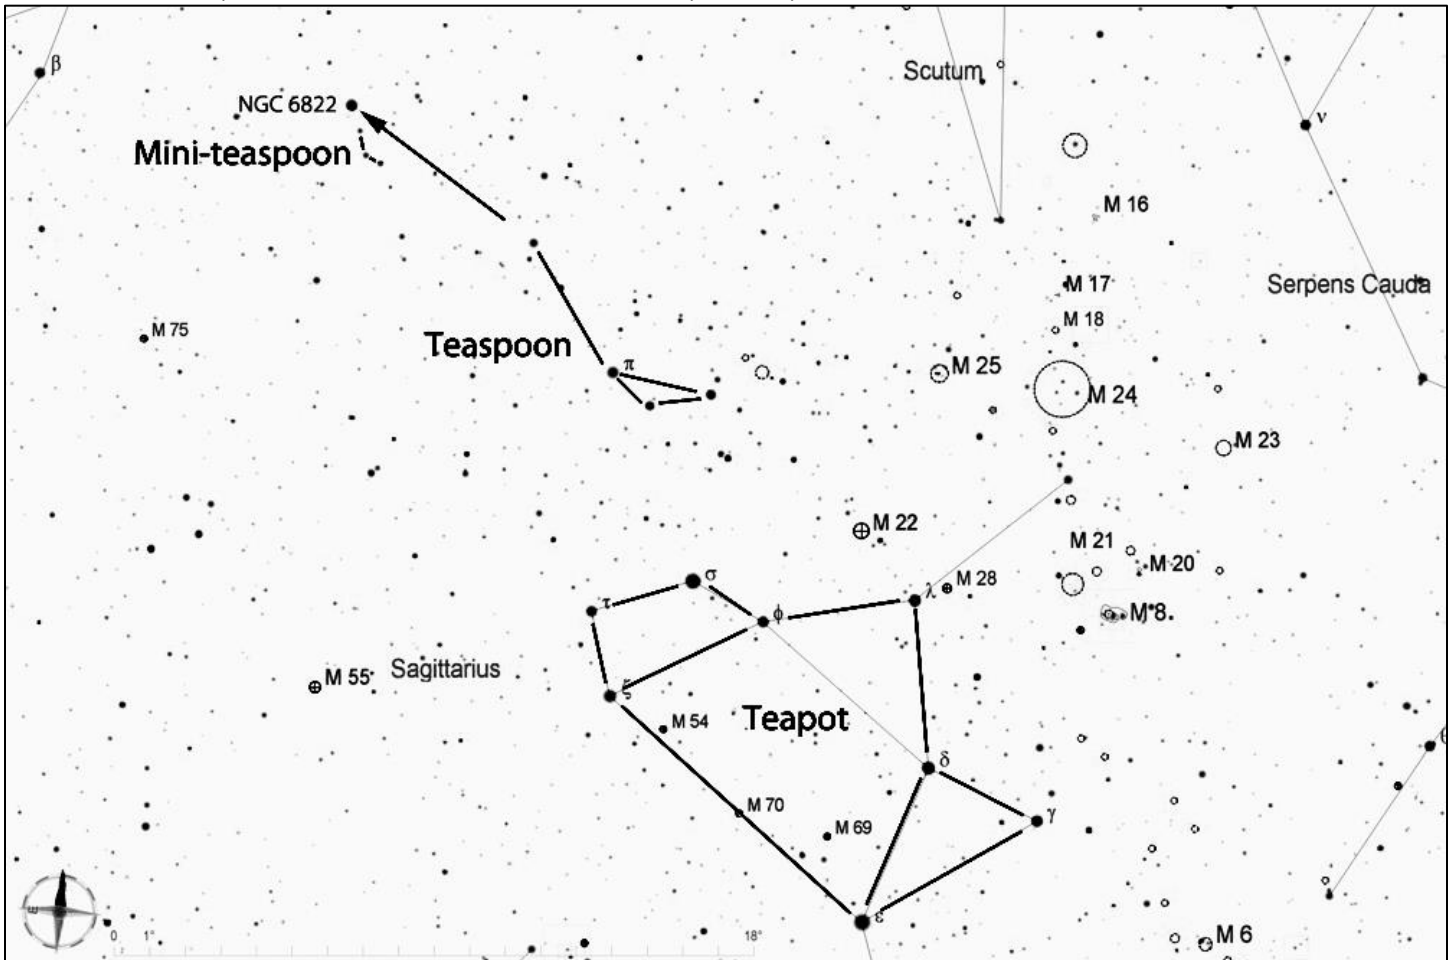 β
NGC 6822
Mini-teaspoon
Scutum
ν
M 16
M 17
Serpens Cauda
M 18
M 75
Teaspoon
π
M 25
M 24
M 23
M 22
M 21
M 20
σ
M 28
λ
τ
ϕ
M 8
M 55
Sagittarius
ζ
M 54
Teapot
δ
θ
M 70
M 69
γ
ε
E
0 1° 18°
M 6